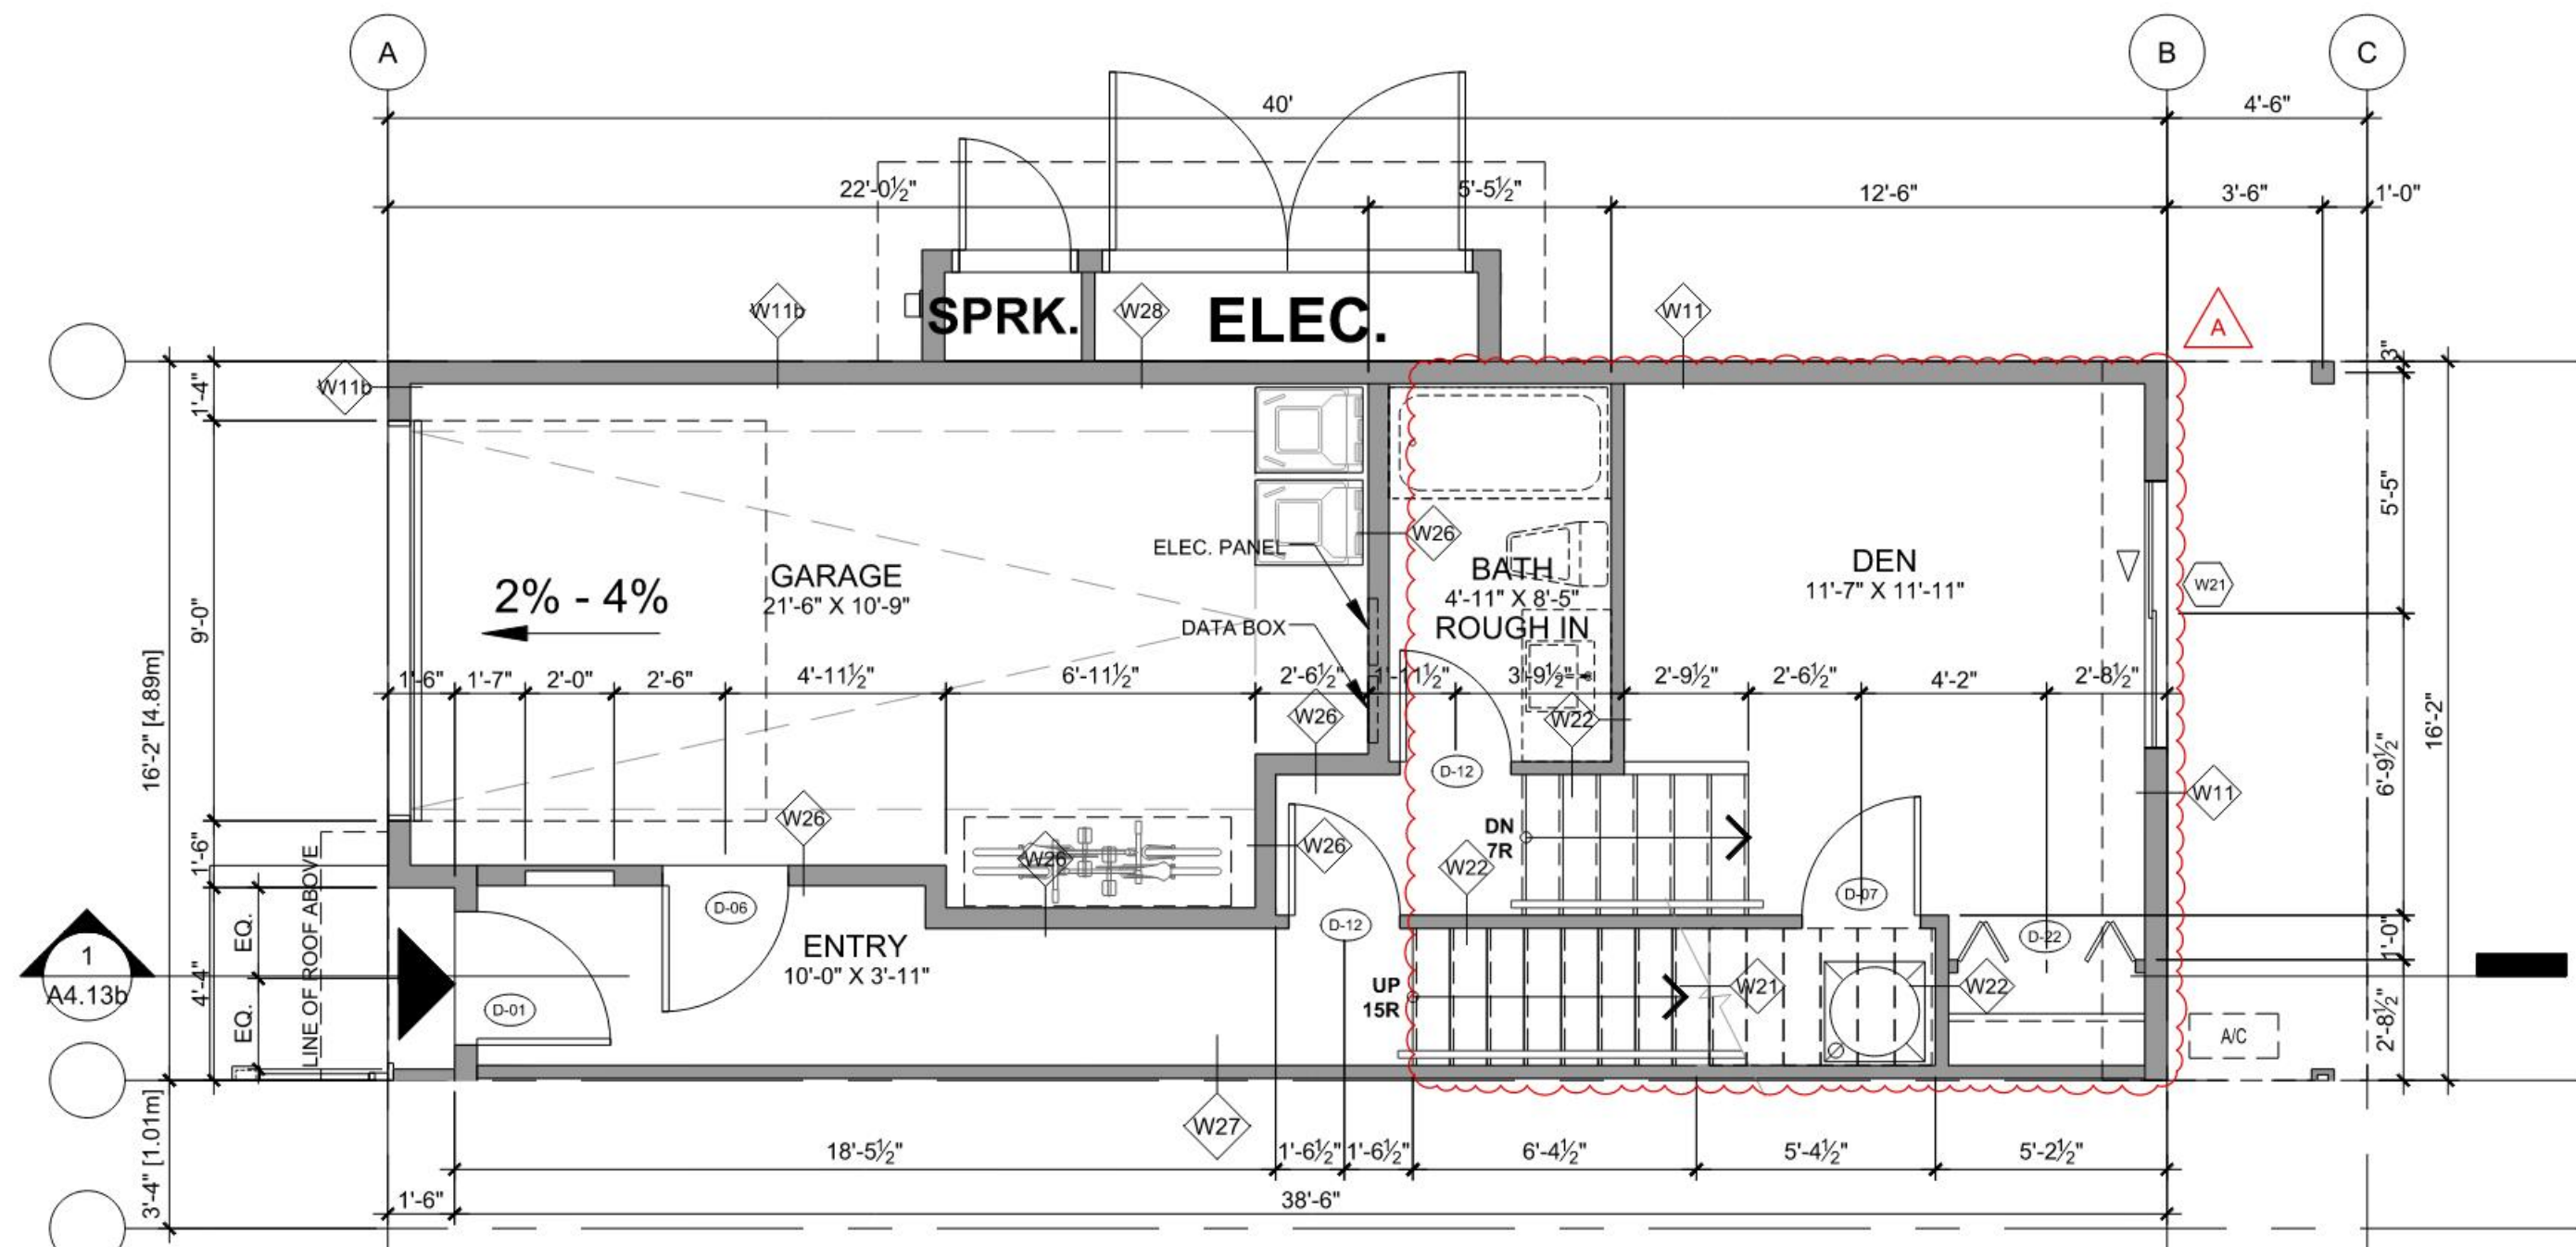 A
B
C
40'
4'-6"
22'-0½"
5'-5½"
12'-6"
3'-6"
1'-0"
W11b
SPRK.
W28
ELEC.
W11
A
W11b
3"
1'-4"
5'-5"
ELEC. PANEL
W26
GARAGE
21'-6" X 10'-9"
2% - 4%
BATH
4'-11" X 8'-5"
ROUGH IN
DEN
11'-7" X 11'-11"
W21
DATA BOX
9'-0"
16'-2" [4.89m]
1'-6"
1'-7"
2'-0"
2'-6"
4'-11½"
6'-11½"
2'-6½"
1'-11½"
3'-9½"
2'-9½"
2'-6½"
4'-2"
2'-8½"
16'-2"
W26
W22
D-12
6'-9½"
W11
W26
W26
W26
DN
7R
W22
1'-6"
LINE OF ROOF ABOVE
D-06
D-07
D-12
D-22
EQ.
EQ.
ENTRY
10'-0" X 3'-11"
1'-0"
1
A4.13b
4'-4"
D-01
UP
15R
W21
W22
A/C
2'-8½"
3'-4" [1.01m]
W27
18'-5½"
1'-6½"
1'-6½"
6'-4½"
5'-4½"
5'-2½"
1'-6"
38'-6"